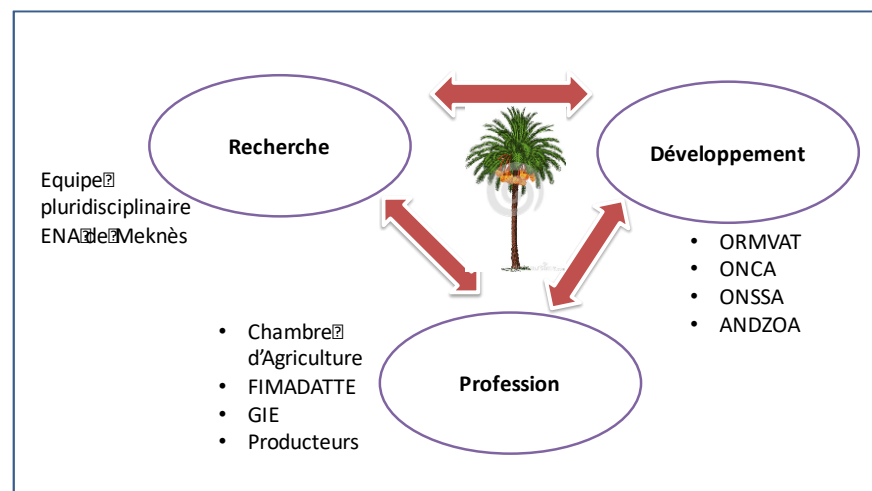 Recherche
Développement
Equipe
pluridisciplinaire
ENA de Meknès
• ORMVAT
• ONCA
• ONSSA
• ANDZOA
• Chambre
d'Agriculture
• FIMADATTE
• GIE
• Producteurs
Profession